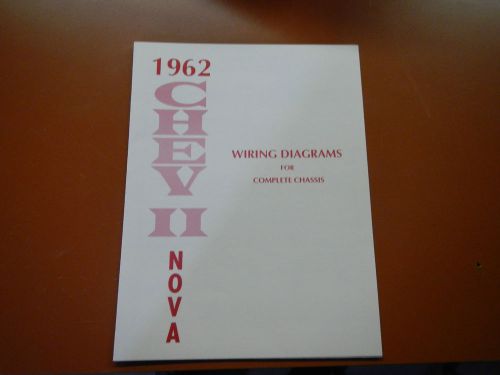 1962
CHEV II
NOVA
WIRING DIAGRAMS
FOR
COMPLETE CHASSIS